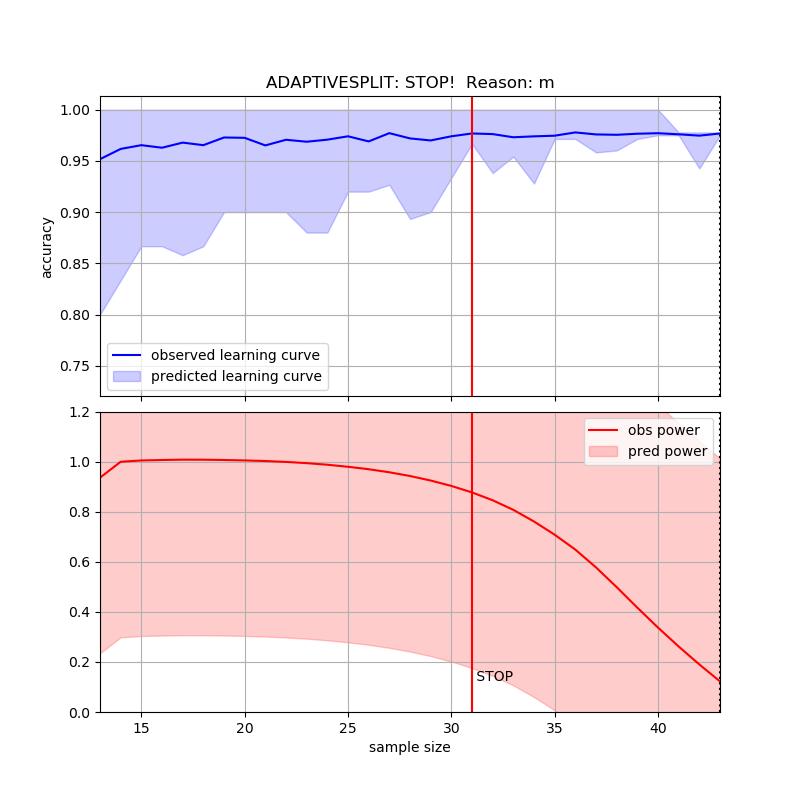 ADAPTIVESPLIT: STOP!  Reason: m
1.00
0.95
0.90
0.85
0.80
0.75
accuracy
observed learning curve
predicted learning curve
1.2
1.0
0.8
0.6
0.4
0.2
0.0
obs power
pred power
STOP
15 20 25 30 35 40
sample size